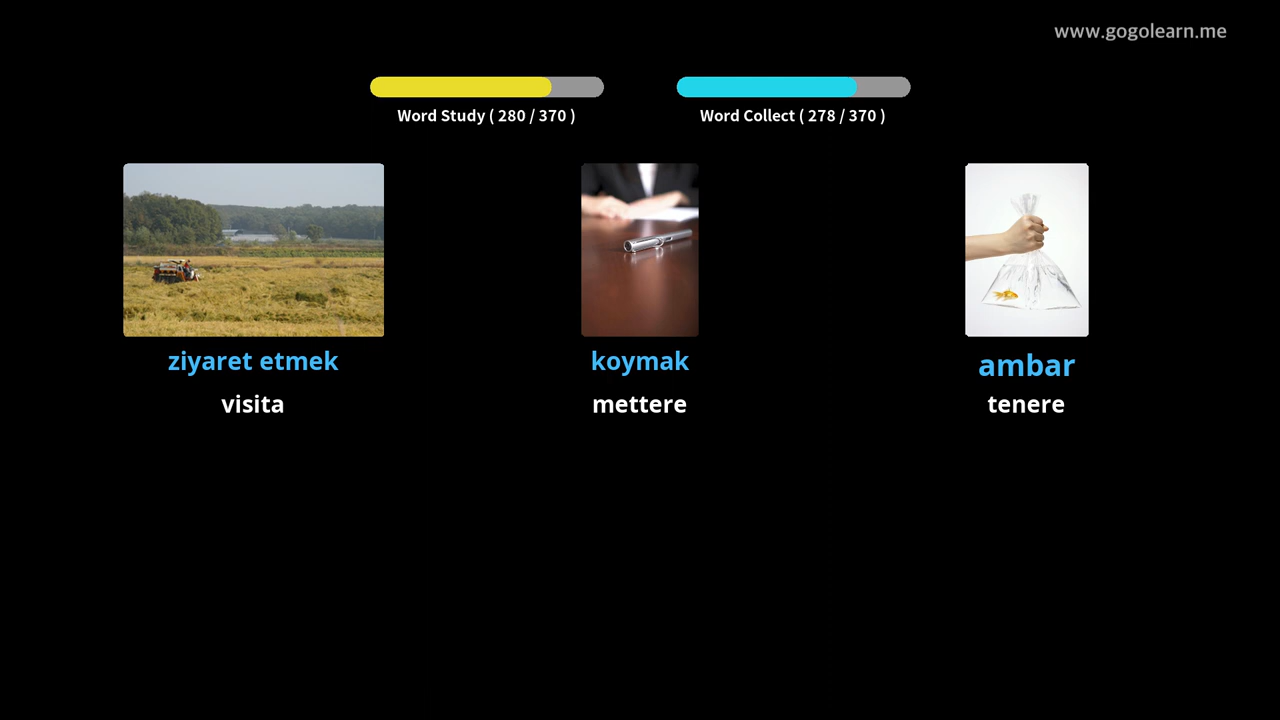 www.gogolearn.me
Word Study ( 280 / 370 )
Word Collect ( 278 / 370 )
ziyaret etmek
visita
koymak
mettere
ambar
tenere